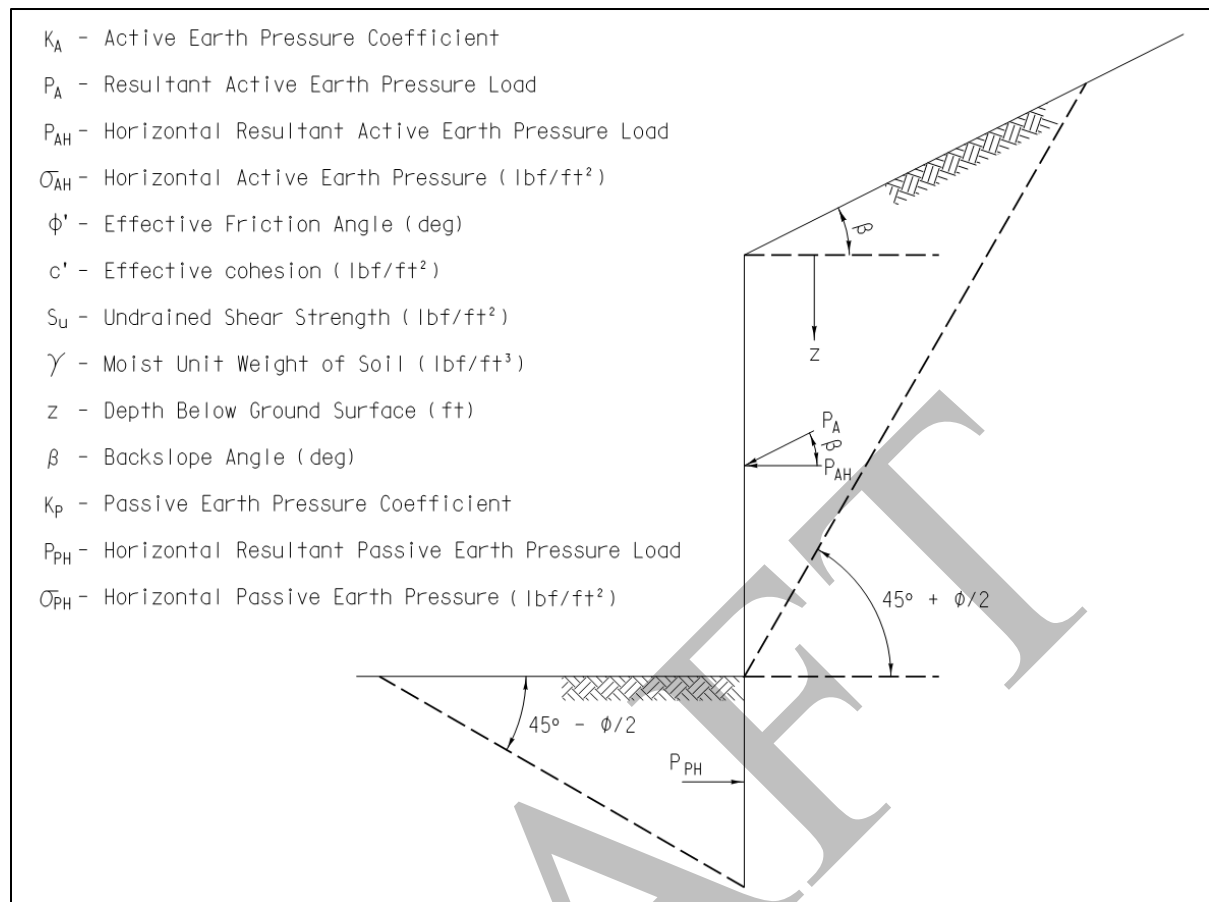 K_A - Active Earth Pressure Coefficient
P_A - Resultant Active Earth Pressure Load
P_AH - Horizontal Resultant Active Earth Pressure Load
σ_AH - Horizontal Active Earth Pressure (lbf/ft²)
ϕ' - Effective Friction Angle (deg)
c' - Effective cohesion (lbf/ft²)
S_u - Undrained Shear Strength (lbf/ft²)
γ - Moist Unit Weight of Soil (lbf/ft³)
z - Depth Below Ground Surface (ft)
β - Backslope Angle (deg)
K_P - Passive Earth Pressure Coefficient
P_PH - Horizontal Resultant Passive Earth Pressure Load
σ_PH - Horizontal Passive Earth Pressure (lbf/ft²)
β
z
P_A
β
P_AH
45° + ϕ/2
45° - ϕ/2
P_PH
AFT